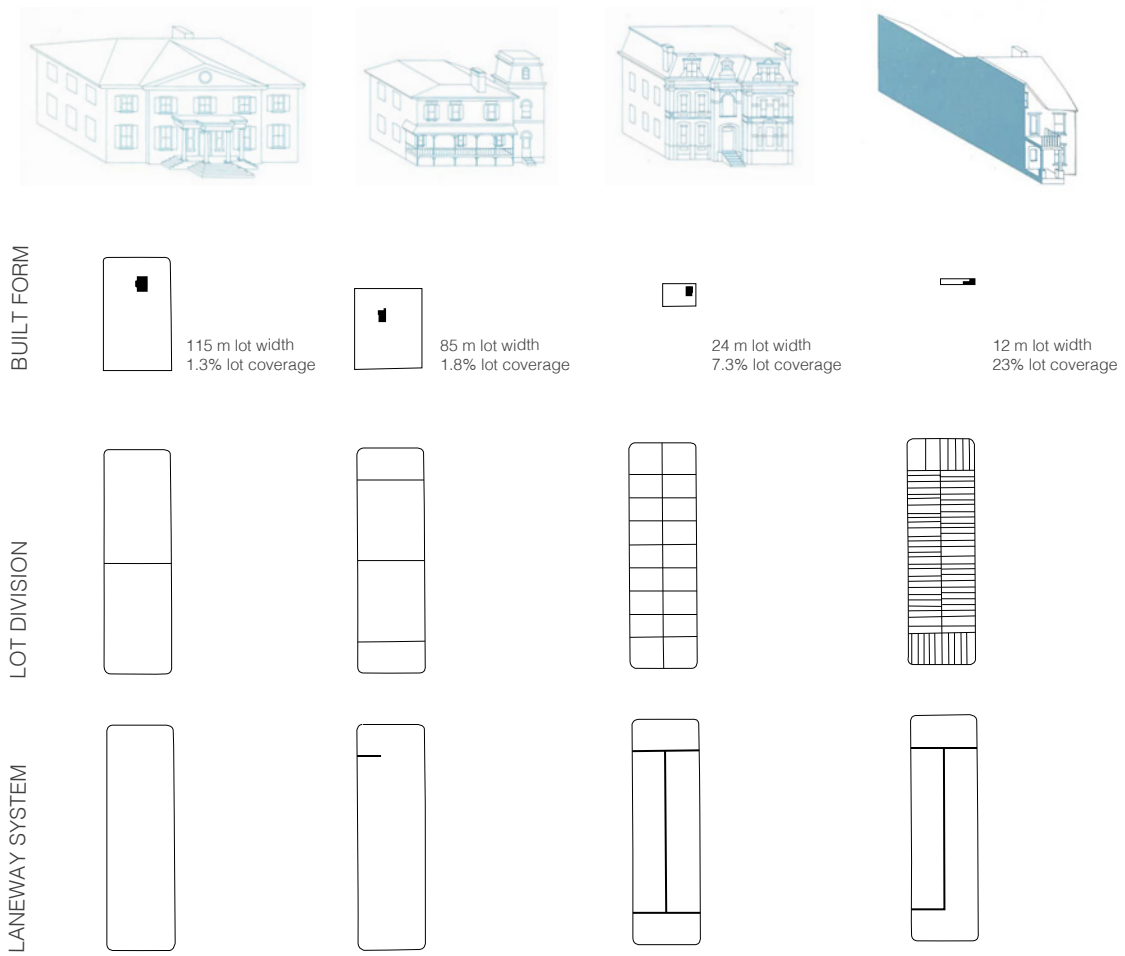 BUILT FORM
115 m lot width
1.3% lot coverage
85 m lot width
1.8% lot coverage
24 m lot width
7.3% lot coverage
12 m lot width
23% lot coverage
LOT DIVISION
LANEWAY SYSTEM